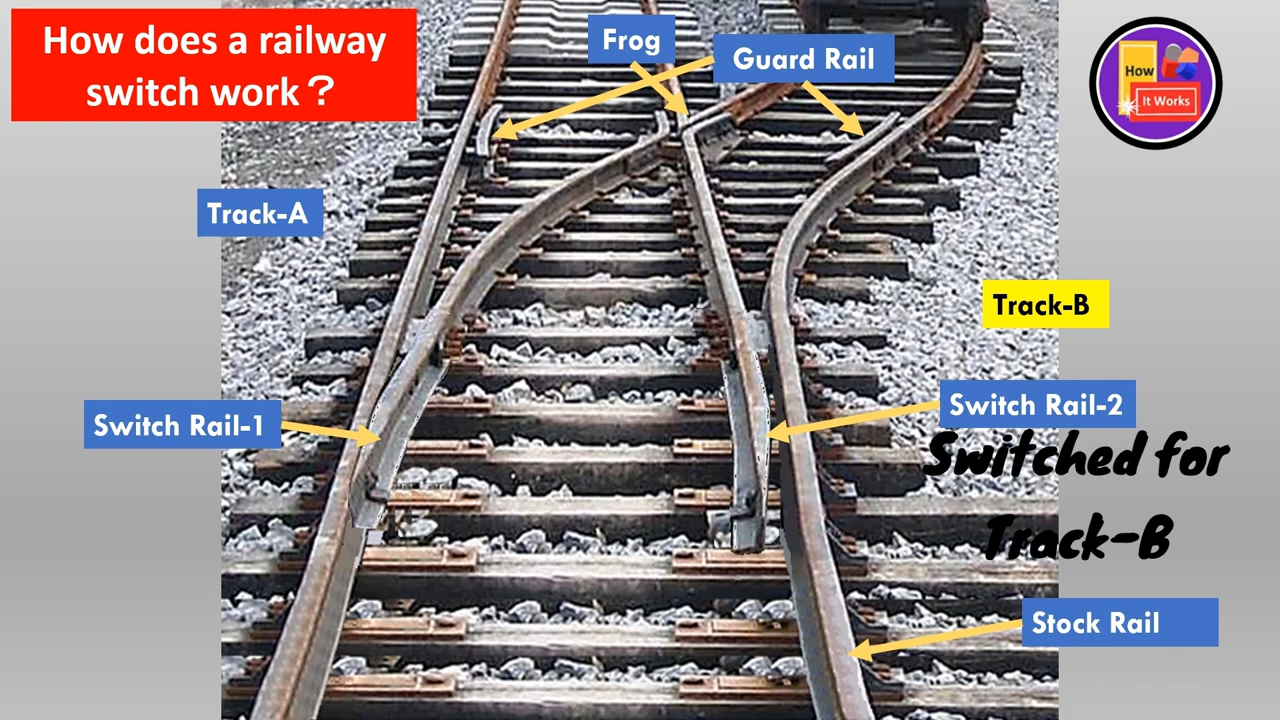 How does a railway
switch work?
Frog
Guard Rail
How
It Works
Track-A
Track-B
Switch Rail-1
Switch Rail-2
Switched for
Track-B
Stock Rail